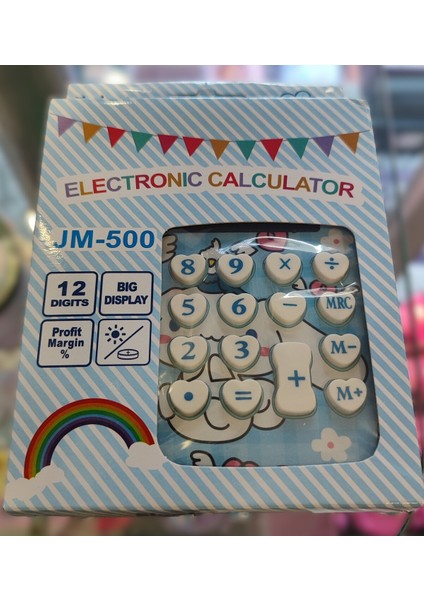 ELECTRONIC CALCULATOR
JM-500
12
DIGITS
BIG
DISPLAY
Profit
Margin
%
8 9 × ÷
5 6 − MRC
2 3 + M−
• = M+